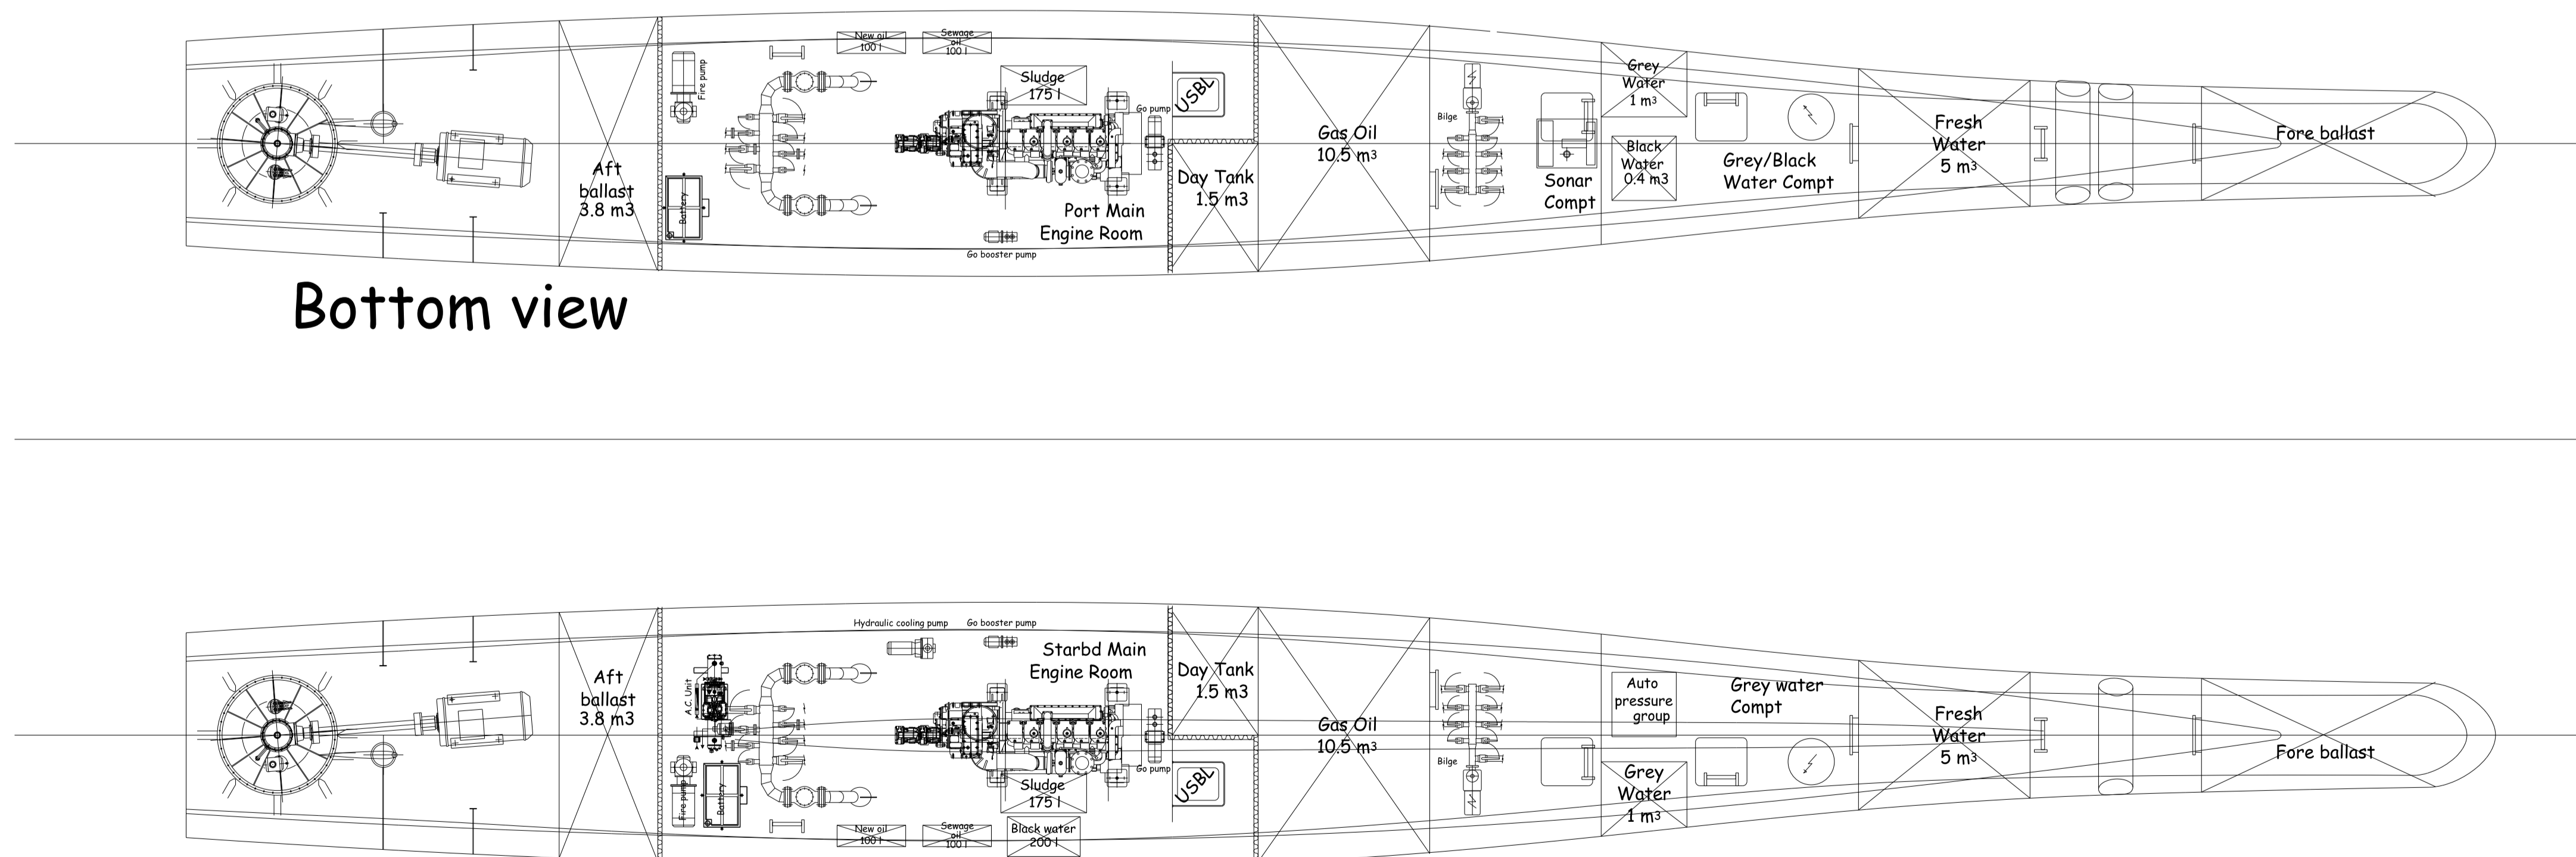 New oil
100 l
Sewage
oil
100 l
Fire pump
Sludge
175 l
USBL
Go pump
Grey
Water
1 m3
Bilge
Gas Oil
10.5 m3
Fresh
Water
5 m3
Fore ballast
Black
Water
0.4 m3
Grey/Black
Water Compt
Aft
ballast
3.8 m3
Battery
Day Tank
1.5 m3
Sonar
Compt
Port Main
Engine Room
Go booster pump
Bottom view
Hydraulic cooling pump
Go booster pump
Starbd Main
Engine Room
Day Tank
1.5 m3
Aft
ballast
3.8 m3
A.C. Unit
Auto
pressure
group
Grey water
Compt
Gas Oil
10.5 m3
Fresh
Water
5 m3
Fore ballast
Bilge
Go pump
USBL
Fire pump
Battery
Sludge
175 l
Grey
Water
1 m3
New oil
100 l
Sewage
oil
100 l
Black water
200 l